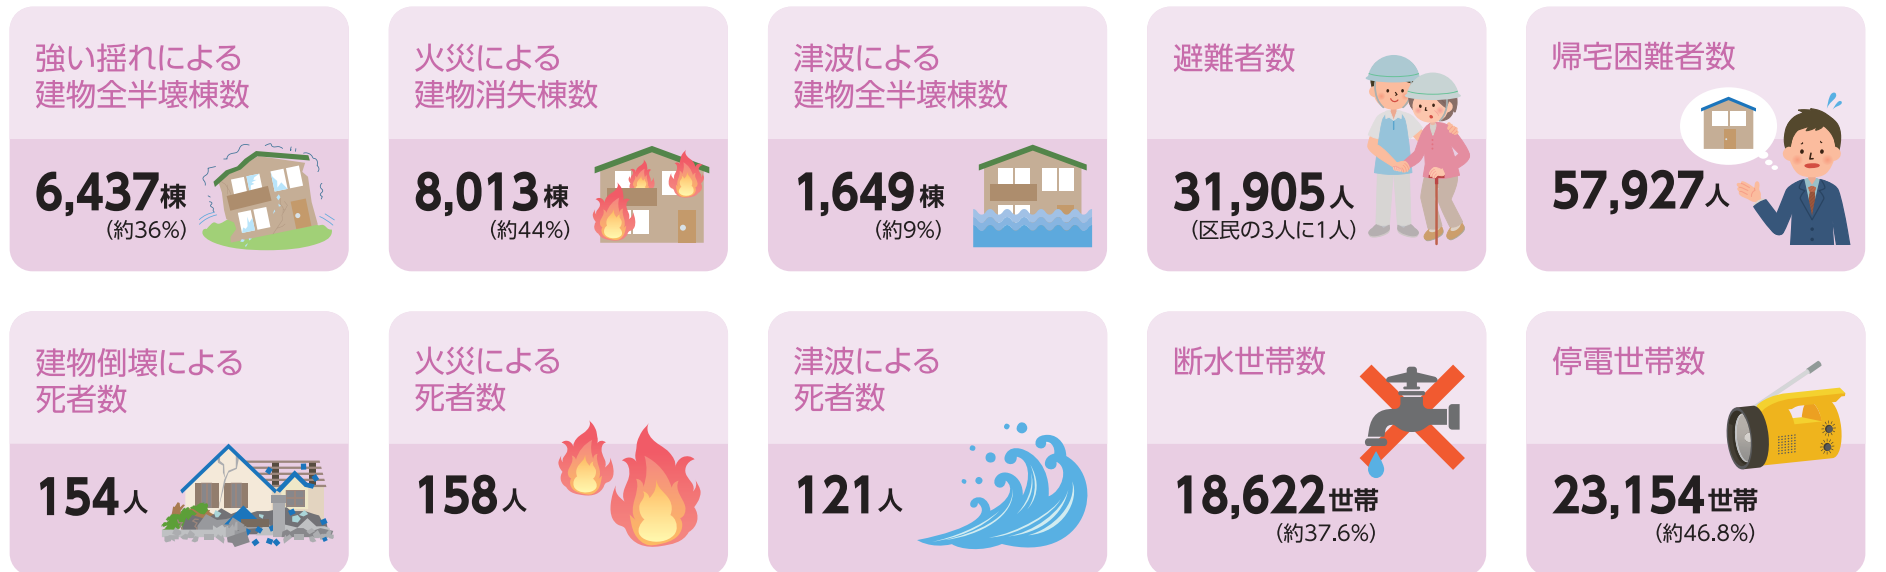 強い揺れによる
建物全半壊棟数
6,437棟
(約36%)
火災による
建物消失棟数
8,013棟
(約44%)
津波による
建物全半壊棟数
1,649棟
(約9%)
避難者数
31,905人
(区民の3人に1人)
帰宅困難者数
57,927人
建物倒壊による
死者数
154人
火災による
死者数
158人
津波による
死者数
121人
断水世帯数
18,622世帯
(約37.6%)
停電世帯数
23,154世帯
(約46.8%)